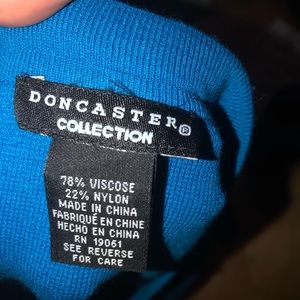 DONCASTER®
COLLECTION
78% VISCOSE
22% NYLON
MADE IN CHINA
FABRIQUÉ EN CHINE
HECHO EN CHINA
RN 19061
SEE REVERSE
FOR CARE